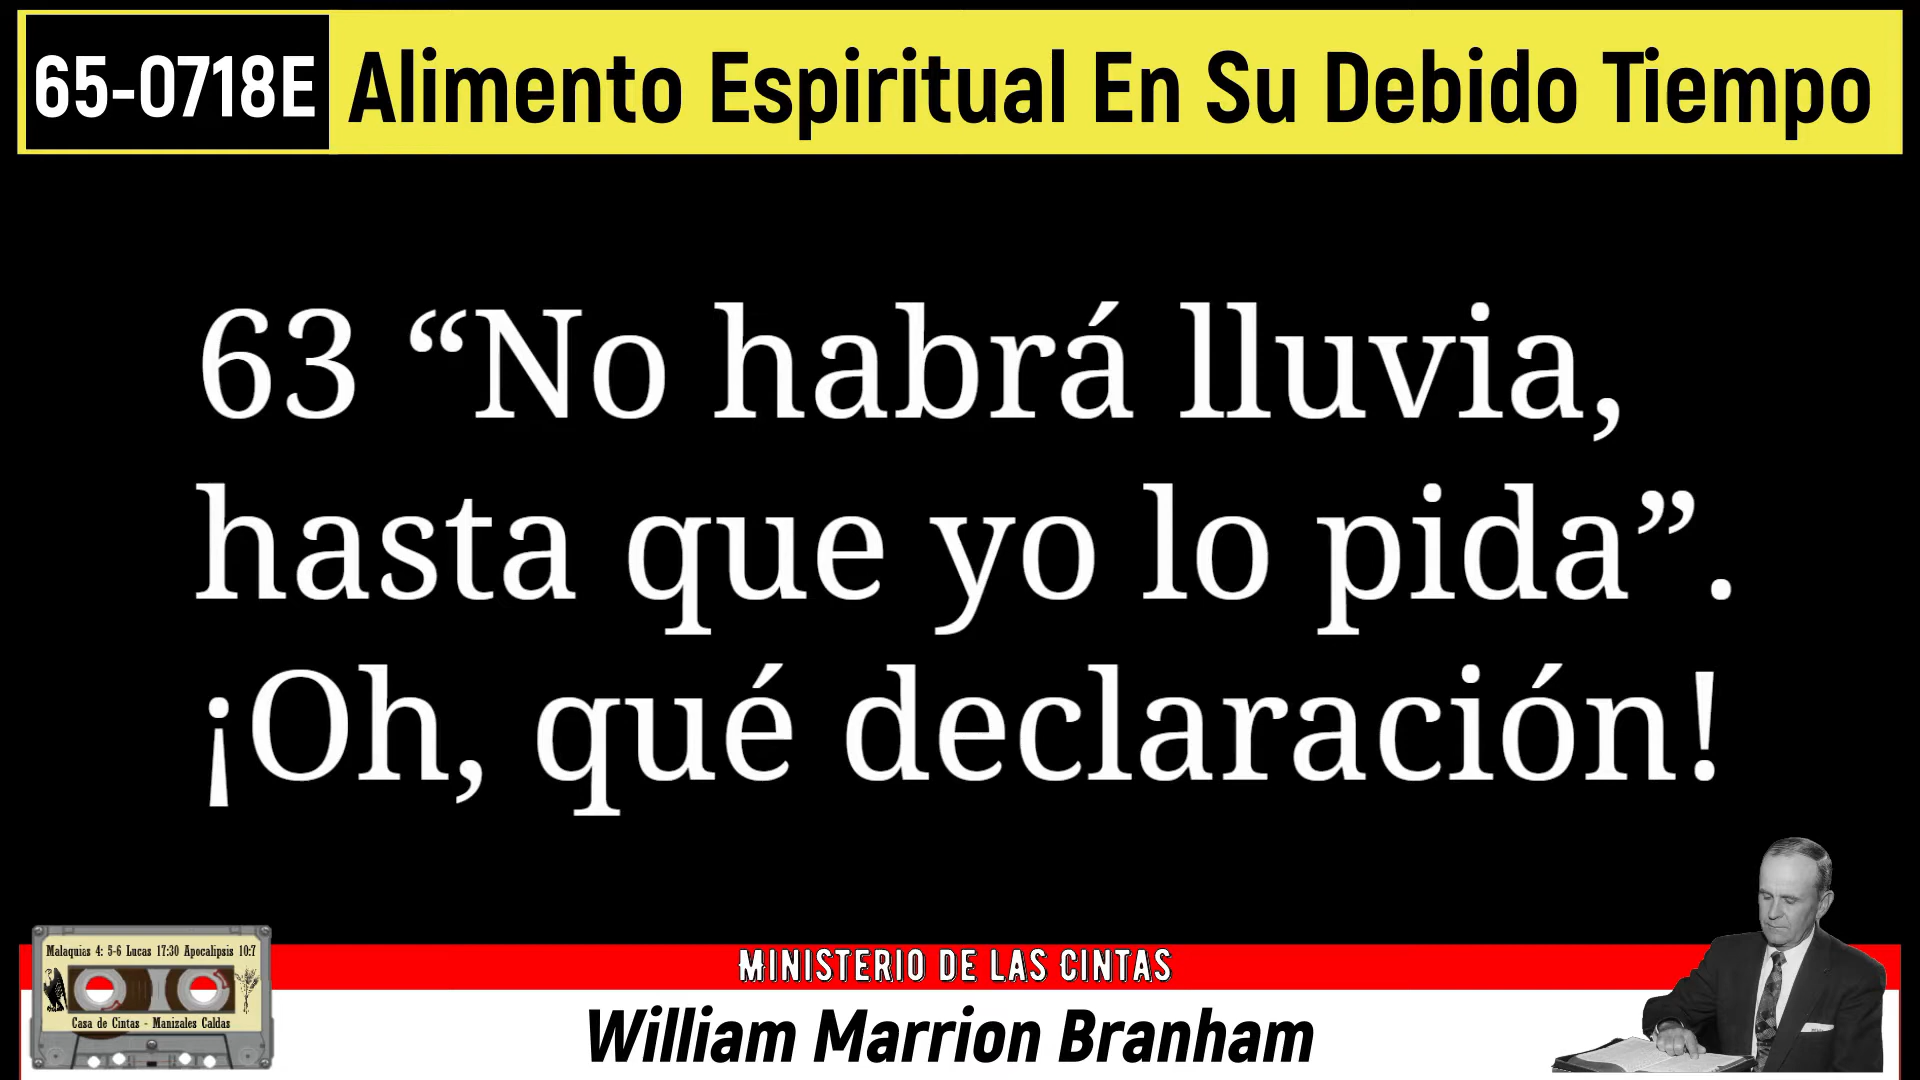 65-0718E Alimento Espiritual En Su Debido Tiempo
63 “No habrá lluvia,
hasta que yo lo pida”.
¡Oh, qué declaración!
Malaquias 4: 5-6 Lucas 17:30 Apocalipsis 10:7
Casa de Cintas - Manizales Caldas
MINISTERIO DE LAS CINTAS
William Marrion Branham